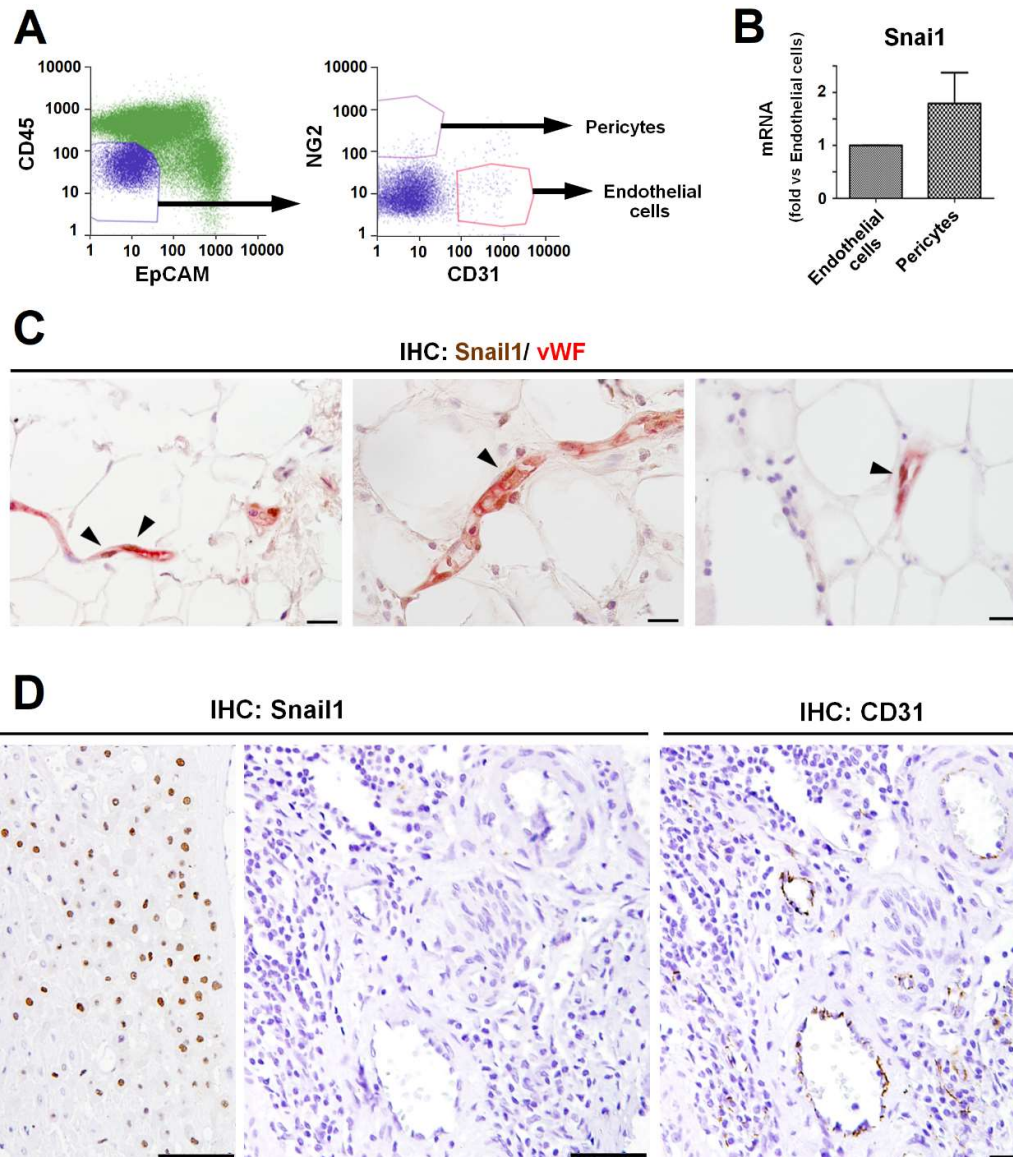 A
10000
1000
100
10
1
CD45
1 10 100 1000 10000
EpCAM
10000
1000
100
10
1
NG2
1 10 100 1000 10000
CD31
Pericytes
Endothelial
cells
B
Snai1
mRNA
(fold vs Endothelial cells)
2
1
0
Endothelial
cells
Pericytes
C
IHC: Snail1/ vWF
D
IHC: Snail1
IHC: CD31